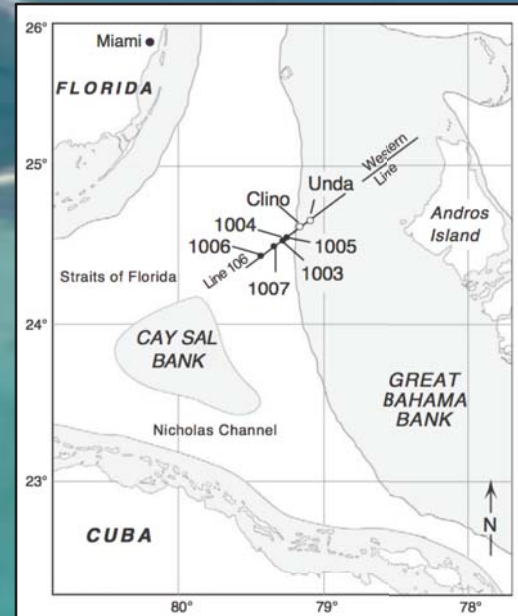 26°
Miami
FLORIDA
25°
Western
Line
Unda
Clino
Andros
Island
1004
1005
1006
1003
Line 106
1007
Straits of Florida
24°
CAY SAL
BANK
GREAT
BAHAMA
BANK
Nicholas Channel
23°
N
CUBA
80°
79°
78°